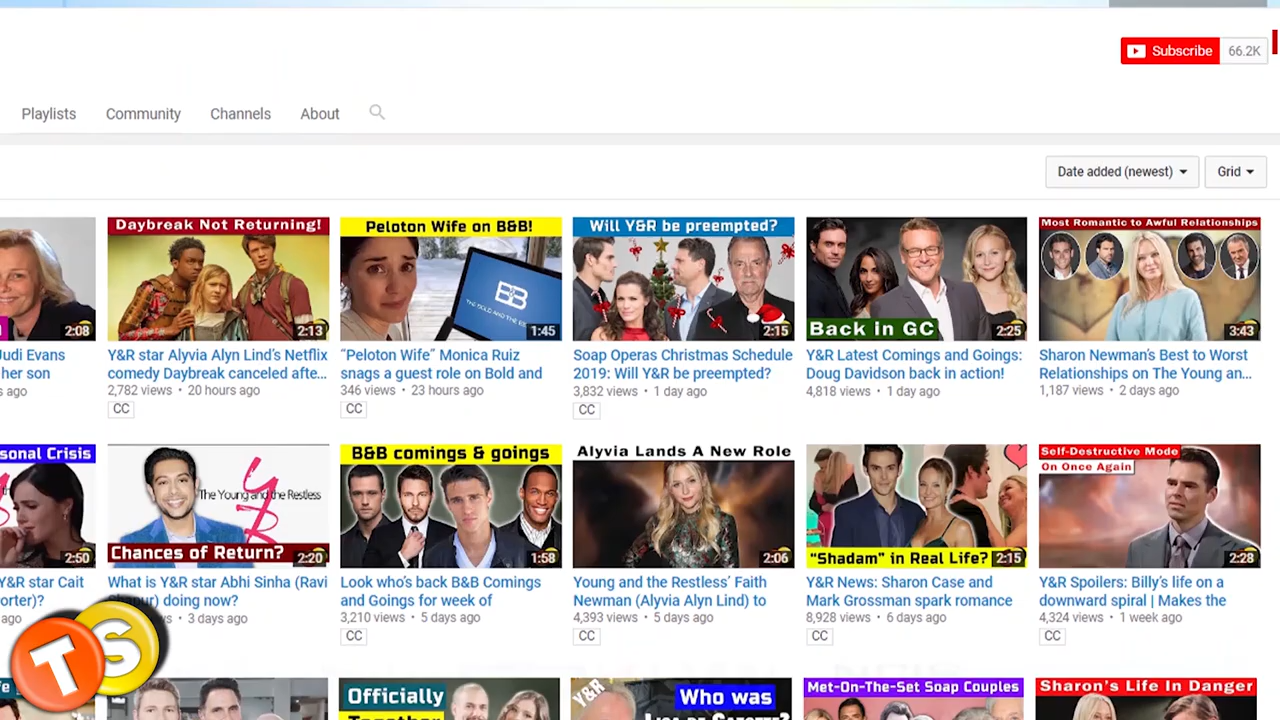 Subscribe 66.2K
Playlists Community Channels About
Date added (newest) Grid
Daybreak Not Returning!
Peloton Wife on B&B!
Will Y&R be preempted?
Most Romantic to Awful Relationships
B&B
Back in GC
2:08 2:13 1:45 2:15 2:25 3:43
Judi Evans
her son
s ago
Y&R star Alyvia Alyn Lind's Netflix
comedy Daybreak canceled afte...
2,782 views • 20 hours ago
CC
"Peloton Wife" Monica Ruiz
snags a guest role on Bold and
346 views • 23 hours ago
CC
Soap Operas Christmas Schedule
2019: Will Y&R be preempted?
3,832 views • 1 day ago
CC
Y&R Latest Comings and Goings:
Doug Davidson back in action!
4,818 views • 1 day ago
Sharon Newman's Best to Worst
Relationships on The Young an...
1,187 views • 2 days ago
sonal Crisis
The Young and the Restless
Chances of Return?
B&B comings & goings
Alyvia Lands A New Role
"Shadam" in Real Life?
Self-Destructive Mode
On Once Again
2:50 2:20 1:58 2:06 2:15 2:28
Y&R star Cait
orter)?
ago
What is Y&R star Abhi Sinha (Ravi
doing now?
s • 3 days ago
Look who's back B&B Comings
and Goings for week of
3,210 views • 5 days ago
CC
Young and the Restless' Faith
Newman (Alyvia Alyn Lind) to
4,393 views • 5 days ago
CC
Y&R News: Sharon Case and
Mark Grossman spark romance
8,928 views • 6 days ago
CC
Y&R Spoilers: Billy's life on a
downward spiral | Makes the
4,324 views • 1 week ago
CC
TS
fe
Officially
Together
Y&R
Who was
Met-On-The-Set Soap Couples
Sharon's Life In Danger